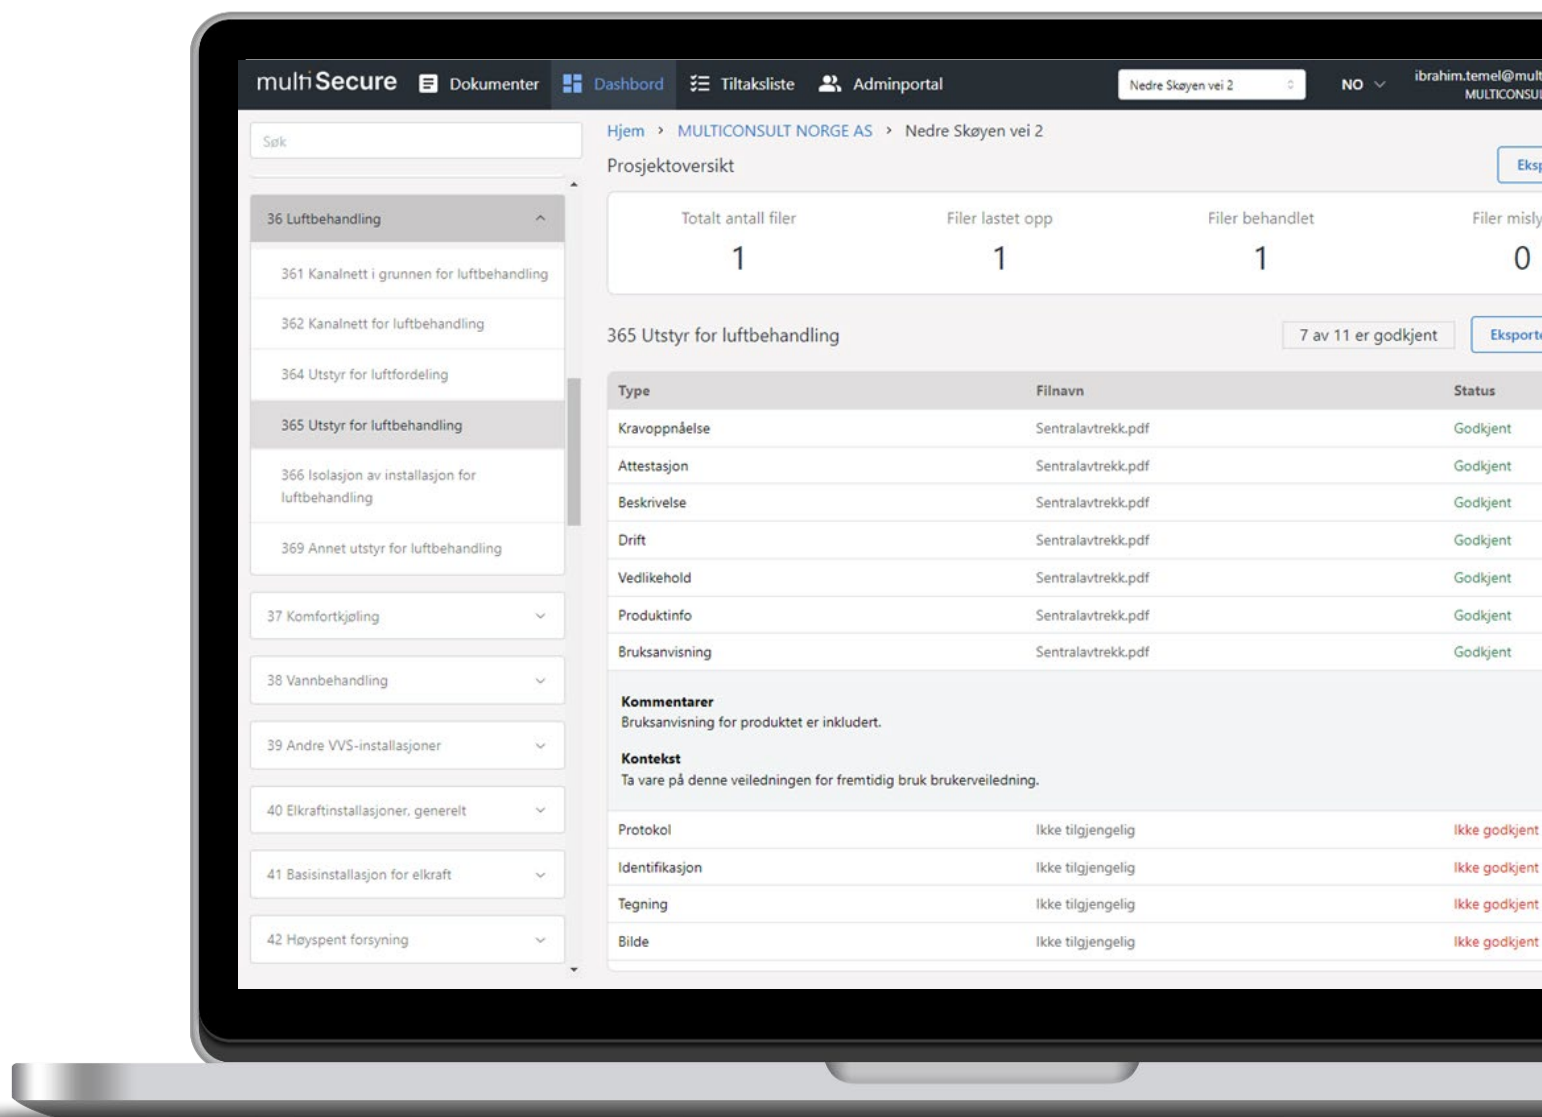 multiSecure Dokumenter Dashbord Tiltaksliste Adminportal Nedre Skøyen vei 2 NO ibrahim.temel@mult
MULTICONSUL
Søk
36 Luftbehandling
361 Kanalnett i grunnen for luftbehandling
362 Kanalnett for luftbehandling
364 Utstyr for luftfordeling
365 Utstyr for luftbehandling
366 Isolasjon av installasjon for
luftbehandling
369 Annet utstyr for luftbehandling
37 Komfortkjøling
38 Vannbehandling
39 Andre VVS-installasjoner
40 Elkraftinstallasjoner, generelt
41 Basisinstallasjon for elkraft
42 Høyspent forsyning
Hjem > MULTICONSULT NORGE AS > Nedre Skøyen vei 2
Prosjektoversikt Eksp
Totalt antall filer Filer lastet opp Filer behandlet Filer misly
1 1 1 0
365 Utstyr for luftbehandling 7 av 11 er godkjent Eksporte
Type Filnavn Status
Kravoppnåelse Sentralavtrekk.pdf Godkjent
Attestasjon Sentralavtrekk.pdf Godkjent
Beskrivelse Sentralavtrekk.pdf Godkjent
Drift Sentralavtrekk.pdf Godkjent
Vedlikehold Sentralavtrekk.pdf Godkjent
Produktinfo Sentralavtrekk.pdf Godkjent
Bruksanvisning Sentralavtrekk.pdf Godkjent
Kommentarer
Bruksanvisning for produktet er inkludert.
Kontekst
Ta vare på denne veiledningen for fremtidig bruk brukerveiledning.
Protokol Ikke tilgjengelig Ikke godkjent
Identifikasjon Ikke tilgjengelig Ikke godkjent
Tegning Ikke tilgjengelig Ikke godkjent
Bilde Ikke tilgjengelig Ikke godkjent